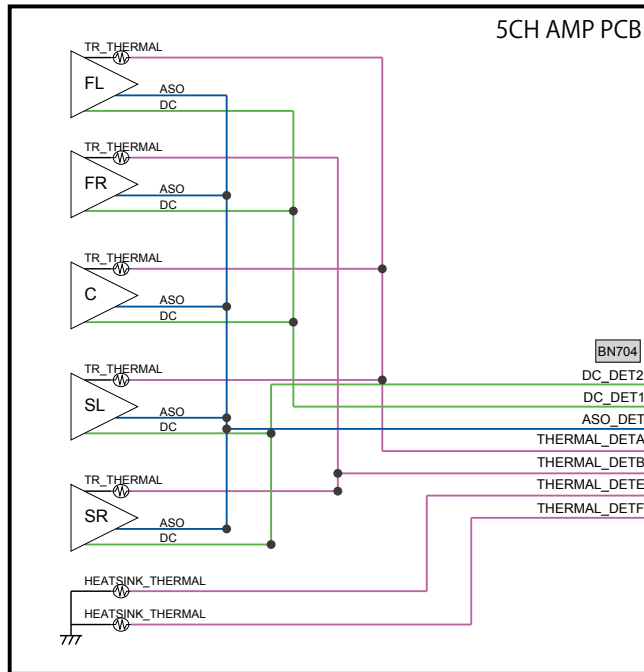 5CH AMP PCB
TR_THERMAL
FL
ASO
DC
TR_THERMAL
FR
ASO
DC
TR_THERMAL
C
ASO
DC
BN704
TR_THERMAL
DC_DET2
SL
DC_DET1
ASO
ASO_DET
DC
THERMAL_DETA
THERMAL_DETB
TR_THERMAL
THERMAL_DETE
SR
THERMAL_DETF
ASO
DC
HEATSINK_THERMAL
HEATSINK_THERMAL